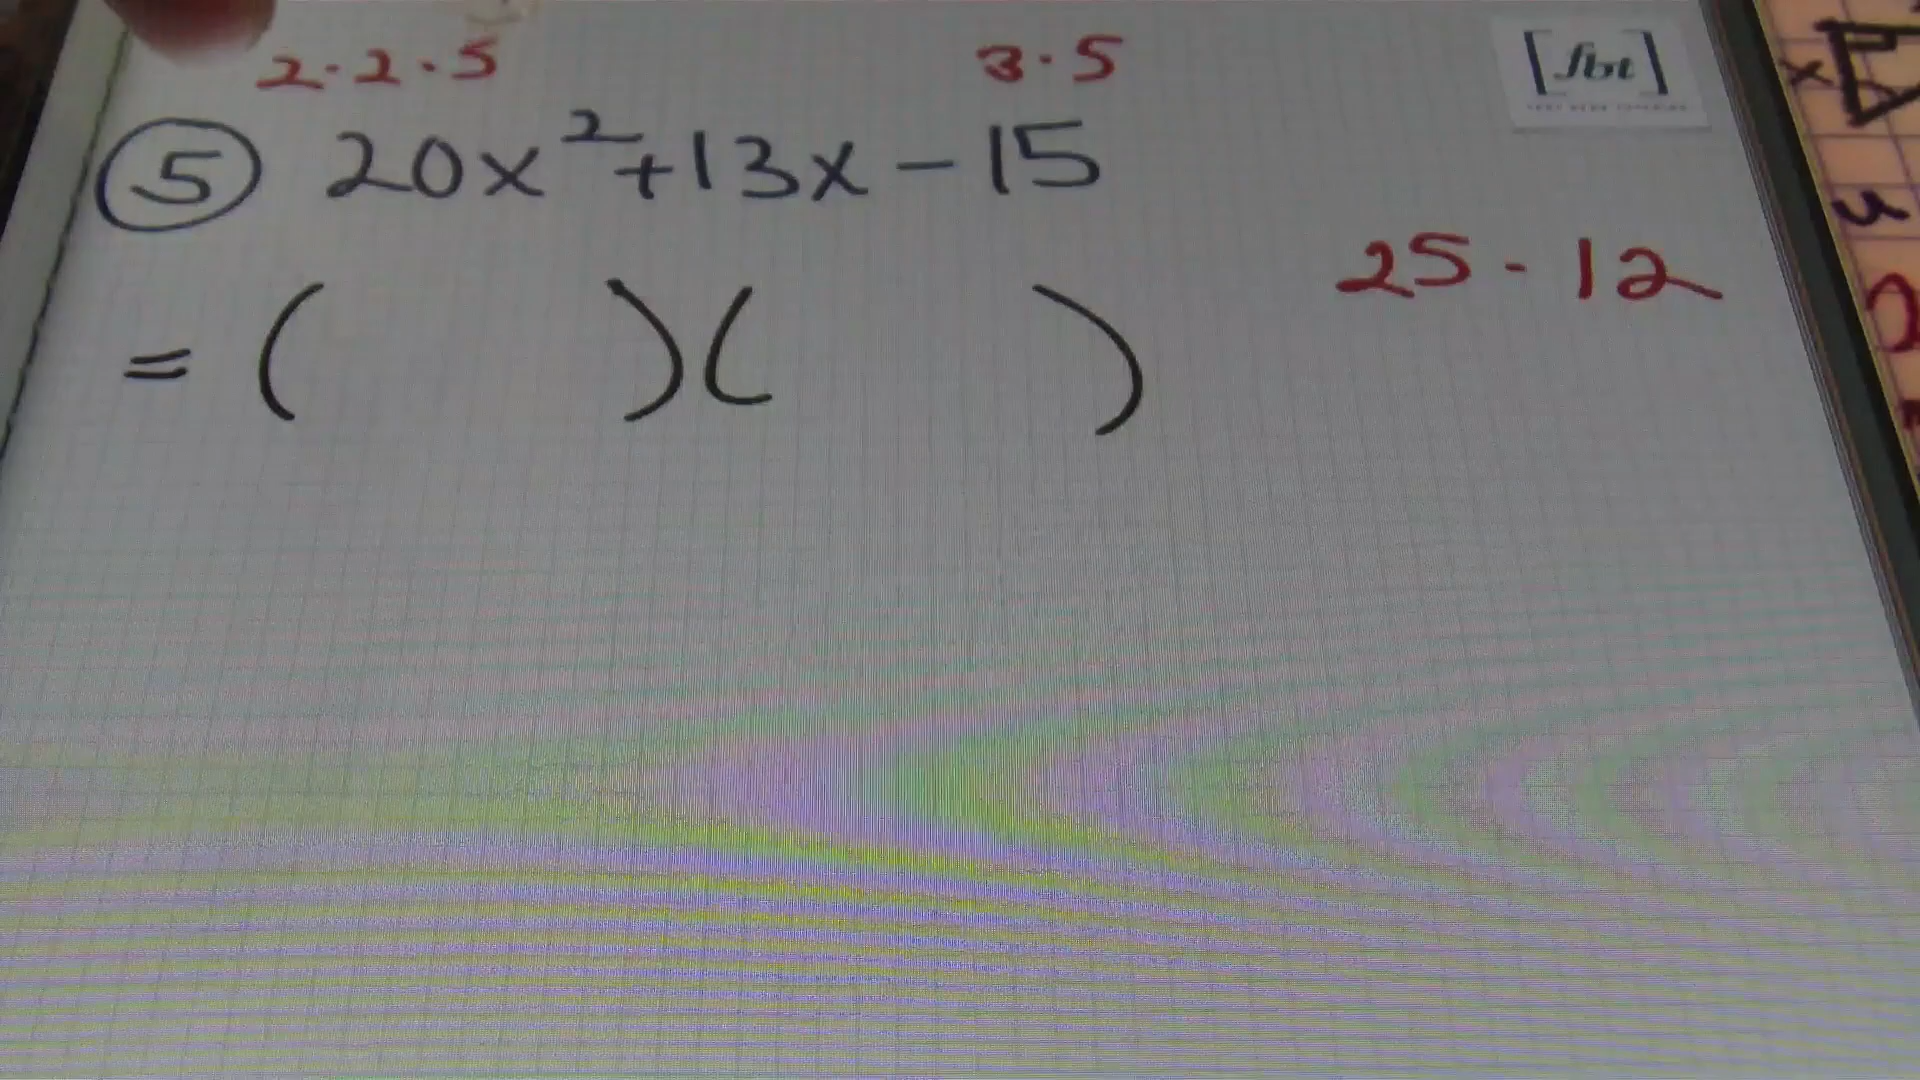 2·2·5 3·5
[fbt]
⑤ 20x²+13x-15
25-12
= ( )( )